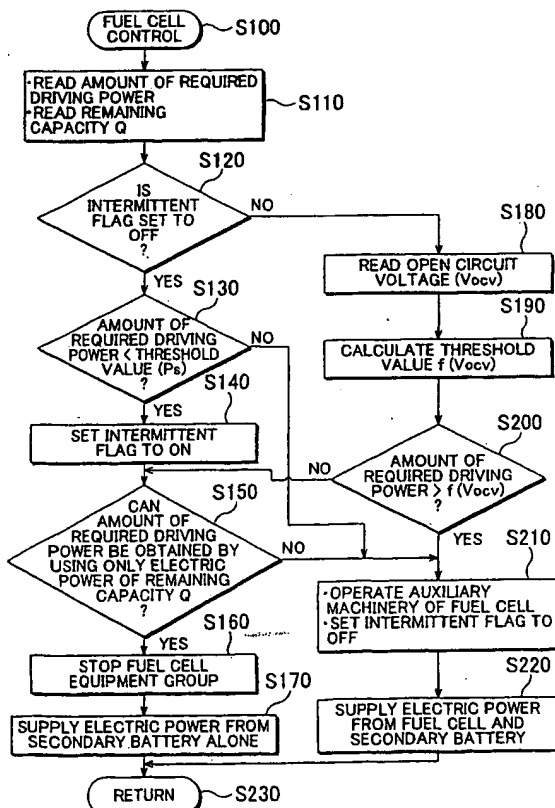 FUEL CELL
CONTROL
S100
·READ AMOUNT OF REQUIRED
DRIVING POWER
·READ REMAINING
CAPACITY Q
S110
S120
IS
INTERMITTENT
FLAG SET TO
OFF
?
NO
YES
S130
AMOUNT OF
REQUIRED DRIVING
POWER < THRESHOLD
VALUE (Ps)
?
NO
YES
S140
SET INTERMITTENT
FLAG TO ON
S150
CAN
AMOUNT OF
REQUIRED DRIVING
POWER BE OBTAINED BY
USING ONLY ELECTRIC
POWER OF REMAINING
CAPACITY Q
?
NO
YES
S160
STOP FUEL CELL
EQUIPMENT GROUP
S170
SUPPLY ELECTRIC POWER FROM
SECONDARY BATTERY ALONE
S180
READ OPEN CIRCUIT
VOLTAGE (Vocv)
S190
CALCULATE THRESHOLD
VALUE f (Vocv)
S200
AMOUNT OF
REQUIRED DRIVING
POWER > f (Vocv)
?
NO
YES
S210
·OPERATE AUXILIARY
MACHINERY OF FUEL CELL
·SET INTERMITTENT FLAG TO
OFF
S220
SUPPLY ELECTRIC POWER
FROM FUEL CELL AND
SECONDARY BATTERY
RETURN
S230